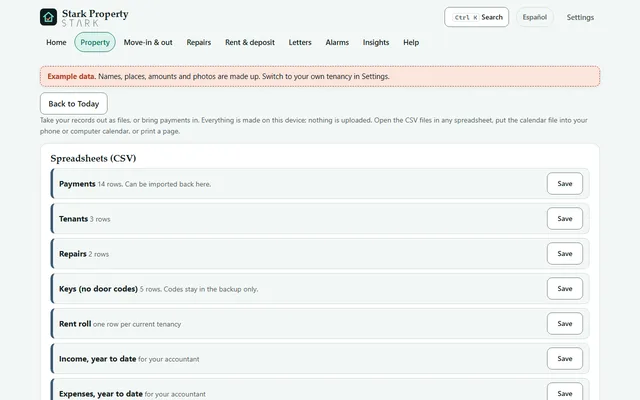 Stark Property
STARK
Ctrl K Search
Español
Settings
Home
Property
Move-in & out
Repairs
Rent & deposit
Letters
Alarms
Insights
Help
Example data. Names, places, amounts and photos are made up. Switch to your own tenancy in Settings.
Back to Today
Take your records out as files, or bring payments in. Everything is made on this device; nothing is uploaded. Open the CSV files in any spreadsheet, put the calendar file into your
phone or computer calendar, or print a page.
Spreadsheets (CSV)
Payments 14 rows. Can be imported back here.
Save
Tenants 3 rows
Save
Repairs 2 rows
Save
Keys (no door codes) 5 rows. Codes stay in the backup only.
Save
Rent roll one row per current tenancy
Save
Income, year to date for your accountant
Save
Expenses, year to date for your accountant
Save